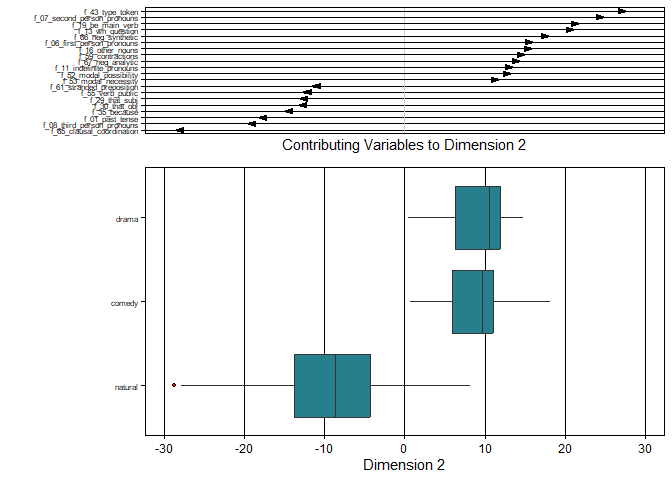 f_43_type_token
f_07_second_person_pronouns
f_19_be_main_verb
f_13_wh_question
f_66_neg_synthetic
f_06_first_person_pronouns
f_16_other_nouns
f_59_contractions
f_67_neg_analytic
f_11_indefinite_pronouns
f_52_modal_possibility
f_53_modal_necessity
f_61_stranded_preposition
f_55_verb_public
f_29_that_subj
f_30_that_obj
f_35_because
f_01_past_tense
f_08_third_person_pronouns
f_65_clausal_coordination
Contributing Variables to Dimension 2
drama
comedy
natural
-30 -20 -10 0 10 20 30
Dimension 2